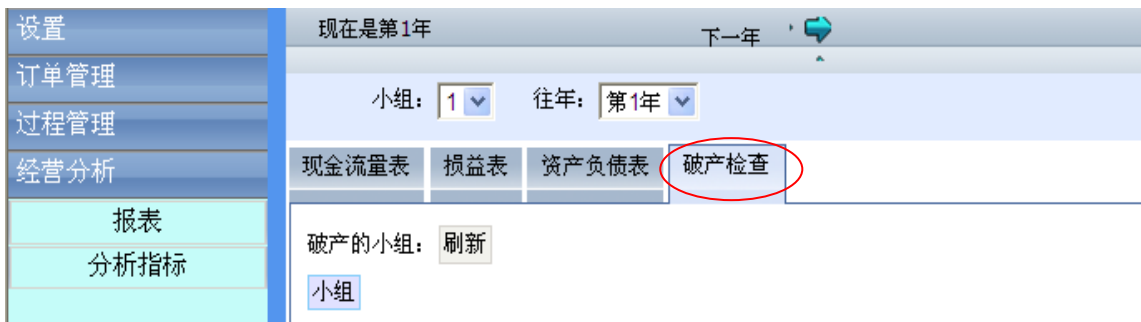 设置
订单管理
过程管理
经营分析
报表
分析指标
现在是第1年 下一年
小组： 1 往年： 第1年
现金流量表 损益表 资产负债表 破产检查
破产的小组： 刷新
小组